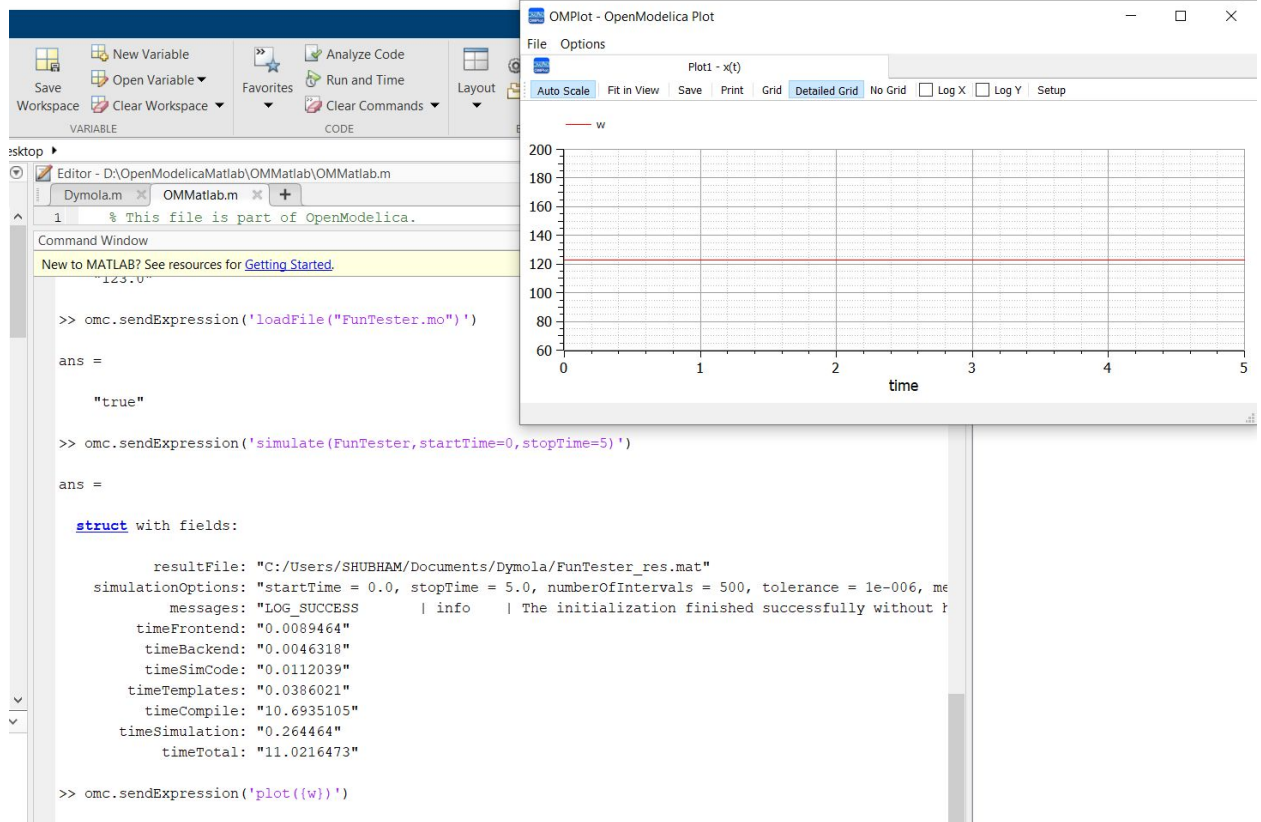 New Variable
Open Variable
Clear Workspace
Save
Workspace
VARIABLE
Favorites
Analyze Code
Run and Time
Clear Commands
CODE
Layout
E
esktop
Editor - D:\OpenModelicaMatlab\OMMatlab\OMMatlab.m
Dymola.m
OMMatlab.m
+
1 % This file is part of OpenModelica.
Command Window
New to MATLAB? See resources for Getting Started.
"123.0"
>> omc.sendExpression('loadFile("FunTester.mo")')
ans =
"true"
>> omc.sendExpression('simulate(FunTester,startTime=0,stopTime=5)')
ans =
struct with fields:
resultFile: "C:/Users/SHUBHAM/Documents/Dymola/FunTester_res.mat"
simulationOptions: "startTime = 0.0, stopTime = 5.0, numberOfIntervals = 500, tolerance = 1e-006, me
messages: "LOG_SUCCESS | info | The initialization finished successfully without h
timeFrontend: "0.0089464"
timeBackend: "0.0046318"
timeSimCode: "0.0112039"
timeTemplates: "0.0386021"
timeCompile: "10.6935105"
timeSimulation: "0.264464"
timeTotal: "11.0216473"
>> omc.sendExpression('plot({w})')
OMPlot - OpenModelica Plot
File Options
Plot1 - x(t)
Auto Scale Fit in View Save Print Grid Detailed Grid No Grid Log X Log Y Setup
w
200
180
160
140
120
100
80
60
0 1 2 3 4 5
time